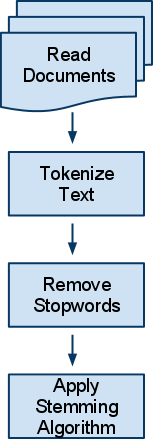 Read
Documents
Tokenize
Text
Remove
Stopwords
Apply
Stemming
Algorithm